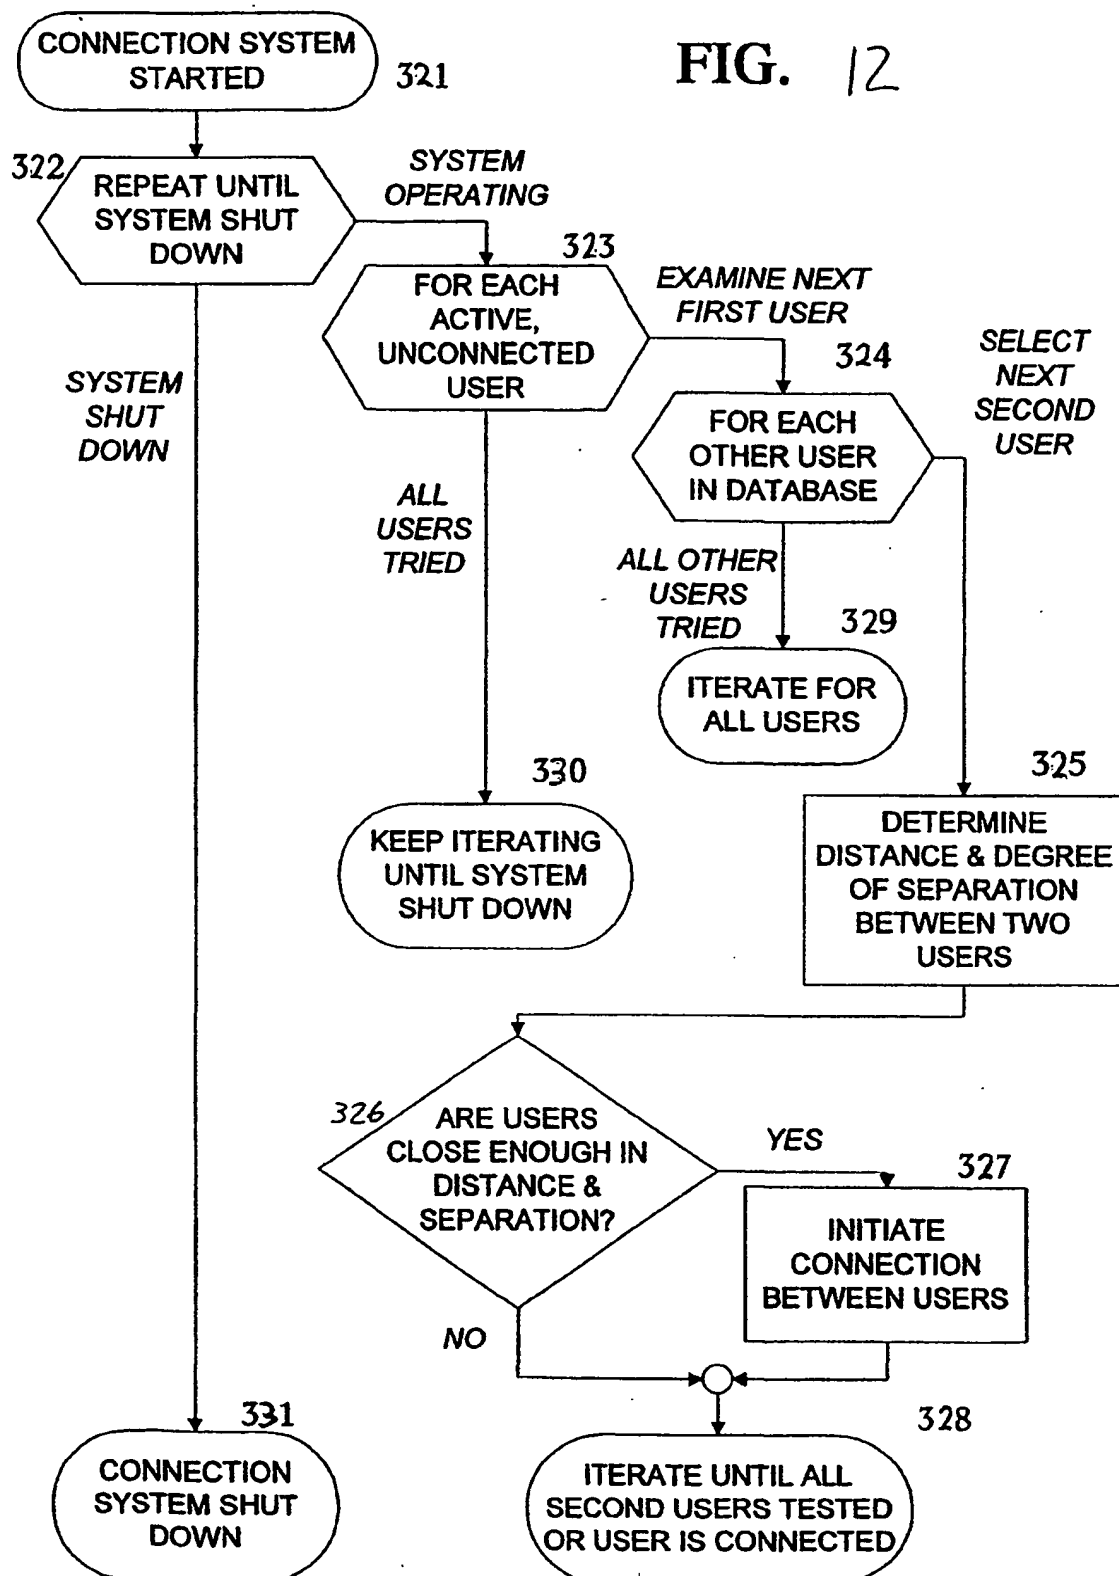 CONNECTION SYSTEM
STARTED
321
FIG. 12
322
REPEAT UNTIL
SYSTEM SHUT
DOWN
SYSTEM
OPERATING
323
FOR EACH
ACTIVE,
UNCONNECTED
USER
EXAMINE NEXT
FIRST USER
324
FOR EACH
OTHER USER
IN DATABASE
SELECT
NEXT
SECOND
USER
SYSTEM
SHUT
DOWN
ALL
USERS
TRIED
ALL OTHER
USERS
TRIED
329
ITERATE FOR
ALL USERS
330
KEEP ITERATING
UNTIL SYSTEM
SHUT DOWN
325
DETERMINE
DISTANCE & DEGREE
OF SEPARATION
BETWEEN TWO
USERS
326
ARE USERS
CLOSE ENOUGH IN
DISTANCE &
SEPARATION?
YES
327
INITIATE
CONNECTION
BETWEEN USERS
NO
328
ITERATE UNTIL ALL
SECOND USERS TESTED
OR USER IS CONNECTED
331
CONNECTION
SYSTEM SHUT
DOWN